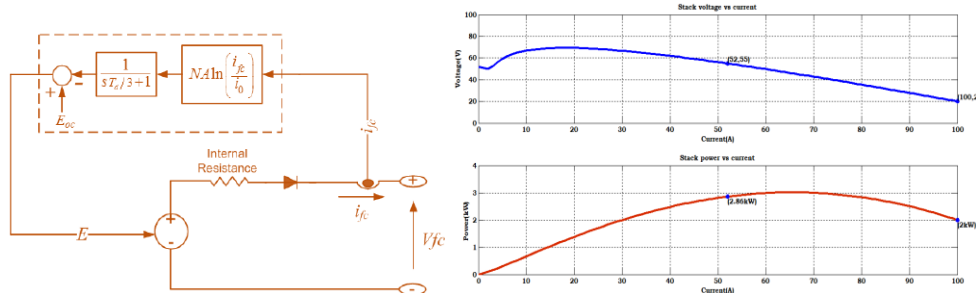 1
sT_d/3+1
NA ln (i_fc / i_0)
E_oc
+
-
i_fc
Internal
Resistance
i_fc
+
-
E
+
Vfc
-
Stack voltage vs current
Voltage(V)
100
80
60
40
20
0
(52,55)
(100,2
0 10 20 30 40 50 60 70 80 90 100
Current(A)
Stack power vs current
Power(kW)
4
3
2
1
0
(2.86kW)
(2kW)
0 10 20 30 40 50 60 70 80 90 100
Current(A)